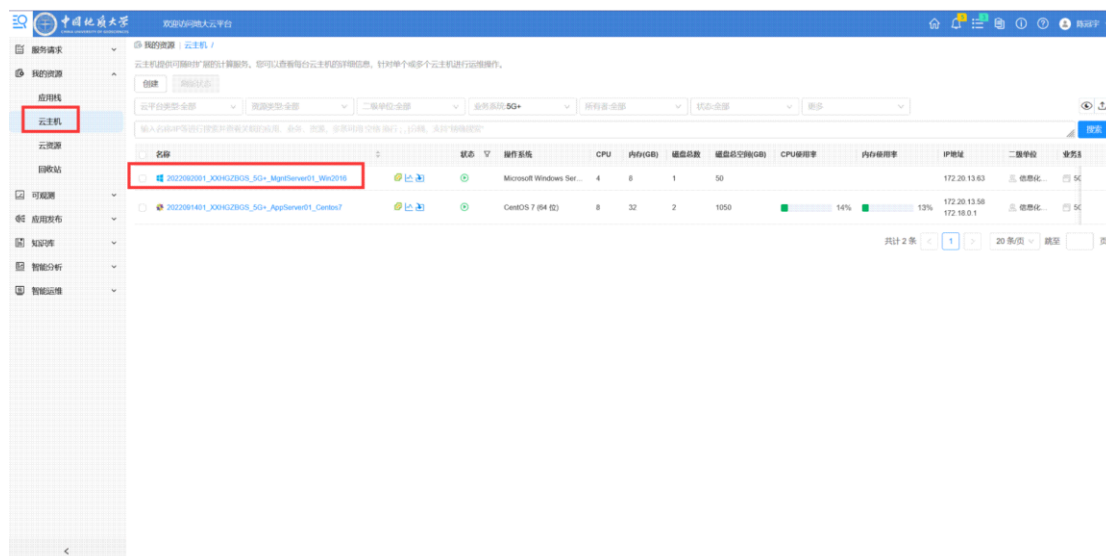 中国地质大学
CHINA UNIVERSITY OF GEOSCIENCES
欢迎访问地大云平台
服务请求
我的资源
应用栈
云主机
云资源
回收站
可观测
应用发布
知识库
智能分析
智能运维
我的资源 | 云主机 /
云主机提供可随时扩展的计算服务。您可以查看每台云主机的详细信息，针对单个或多个云主机进行运维操作。
创建
云平台类型:全部 资源类型:全部 二级单位:全部 业务系统:5G+ 所有者:全部 状态:全部 更多
搜索
名称 状态 操作系统 CPU 内存(GB) 磁盘总数 磁盘总空间(GB) CPU使用率 内存使用率 IP地址 二级单位
2022092001_XXHGZBGS_5G+_MgntServer01_Win2016 Microsoft Windows Ser... 4 8 1 50 172.20.13.63 信息化...
2022091401_XXHGZBGS_5G+_AppServer01_Centos7 CentOS 7 (64 位) 8 32 2 1050 14% 13% 172.20.13.58 信息化...
172.18.0.1
共计 2 条 < 1 > 20 条/页 跳至